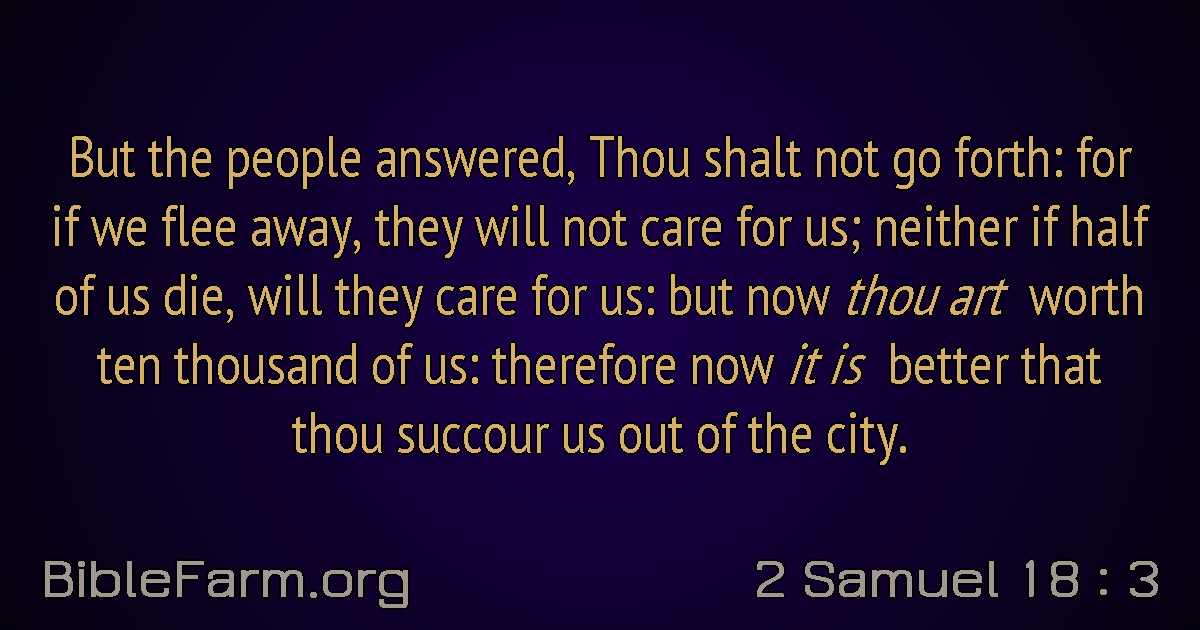 But the people answered, Thou shalt not go forth: for
if we flee away, they will not care for us; neither if half
of us die, will they care for us: but now thou art worth
ten thousand of us: therefore now it is better that
thou succour us out of the city.
BibleFarm.org
2 Samuel 18 : 3